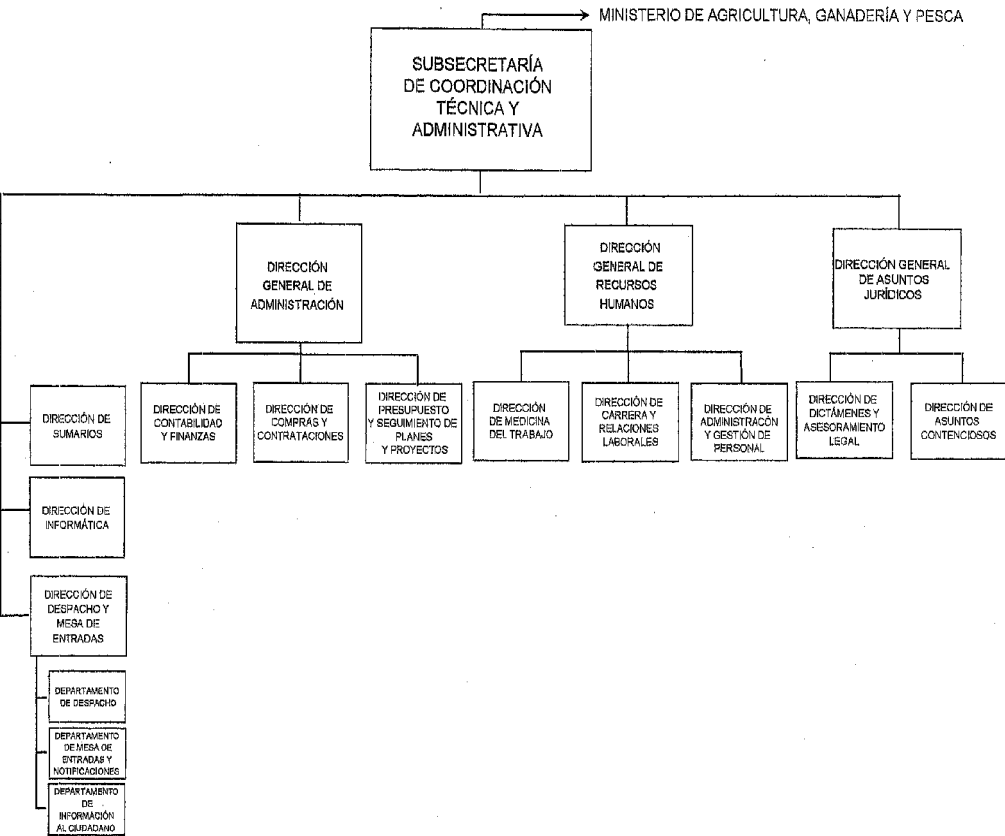 MINISTERIO DE AGRICULTURA, GANADERÍA Y PESCA
SUBSECRETARÍA
DE COORDINACIÓN
TÉCNICA Y
ADMINISTRATIVA
DIRECCIÓN
GENERAL DE
ADMINISTRACIÓN
DIRECCIÓN
GENERAL DE
RECURSOS
HUMANOS
DIRECCIÓN GENERAL
DE ASUNTOS
JURÍDICOS
DIRECCIÓN DE
SUMARIOS
DIRECCIÓN DE
CONTABILIDAD
Y FINANZAS
DIRECCIÓN DE
COMPRAS Y
CONTRATACIONES
DIRECCIÓN DE
PRESUPUESTO
Y SEGUIMIENTO DE
PLANES
Y PROYECTOS
DIRECCIÓN
DE MEDICINA
DEL TRABAJO
DIRECCIÓN DE
CARRERA Y
RELACIONES
LABORALES
DIRECCIÓN DE
ADMINISTRACÓN
Y GESTIÓN DE
PERSONAL
DIRECCIÓN DE
DICTÁMENES Y
ASESORAMIENTO
LEGAL
DIRECCIÓN DE
ASUNTOS
CONTENCIOSOS
DIRECCIÓN DE
INFORMÁTICA
DIRECCIÓN DE
DESPACHO Y
MESA DE
ENTRADAS
DEPARTAMENTO
DE DESPACHO
DEPARTAMENTO
DE MESA DE
ENTRADAS Y
NOTIFICACIONES
DEPARTAMENTO
DE
INFORMACIÓN
AL CIUDADANO